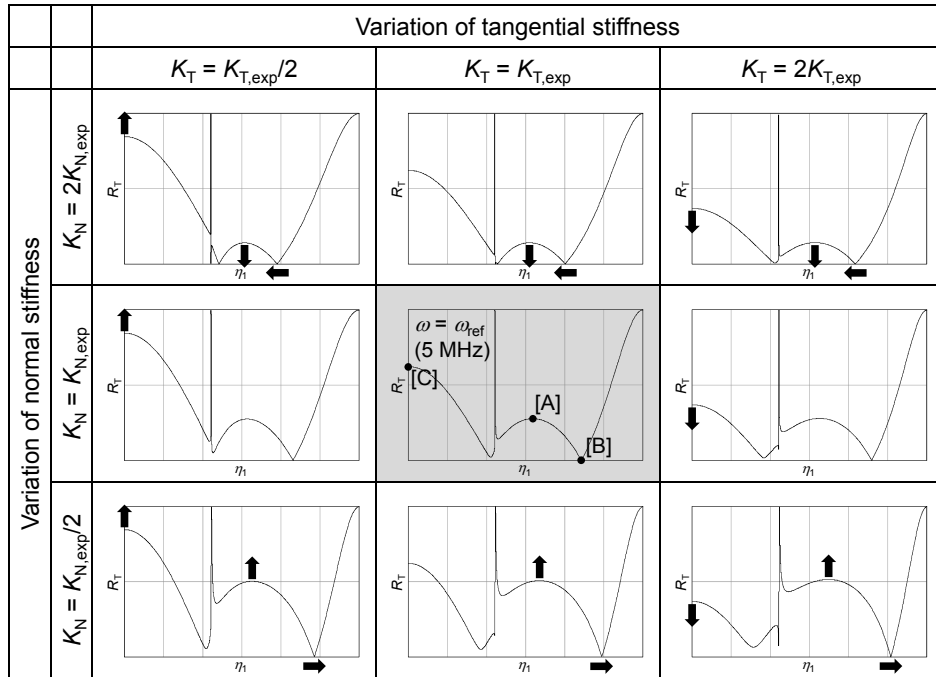 Variation of tangential stiffness
K_T = K_T,exp/2
K_T = K_T,exp
K_T = 2K_T,exp
Variation of normal stiffness
K_N = 2K_N,exp
R_T
η_1
R_T
η_1
R_T
η_1
K_N = K_N,exp
R_T
η_1
ω = ω_ref
(5 MHz)
[C]
[A]
[B]
R_T
η_1
R_T
η_1
K_N = K_N,exp/2
R_T
η_1
R_T
η_1
R_T
η_1